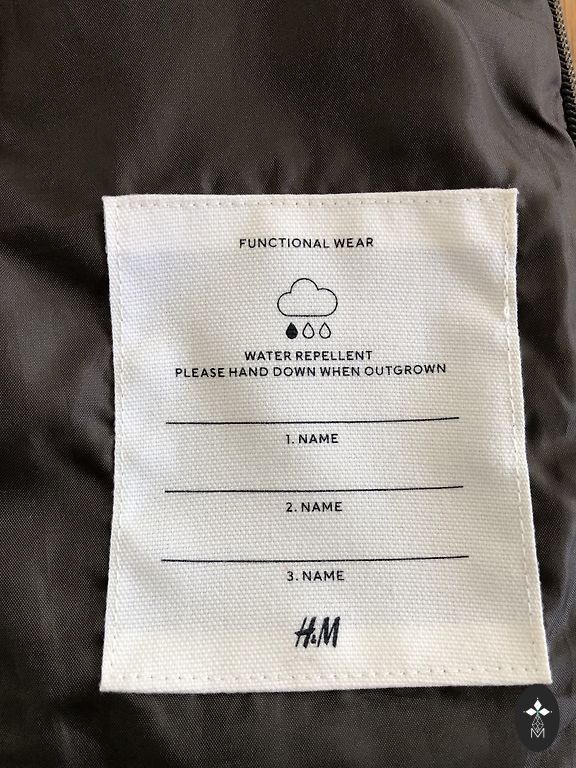 FUNCTIONAL WEAR
WATER REPELLENT
PLEASE HAND DOWN WHEN OUTGROWN
1. NAME
2. NAME
3. NAME
H&M
M